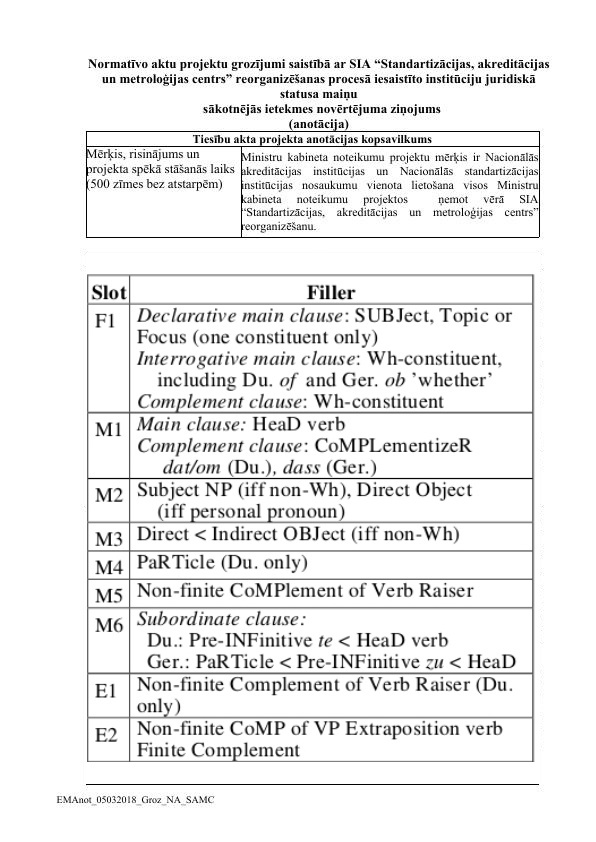 Normatīvo aktu projektu grozījumi saistībā ar SIA “Standartizācijas, akreditācijas
un metroloģijas centrs” reorganizēšanas procesā iesaistīto institūciju juridiskā
statusa maiņu
sākotnējās ietekmes novērtējuma ziņojums
(anotācija)
Tiesību akta projekta anotācijas kopsavilkums
Mērķis, risinājums un
projekta spēkā stāšanās laiks
(500 zīmes bez atstarpēm)
Ministru kabineta noteikumu projektu mērķis ir Nacionālās
akreditācijas institūcijas un Nacionālās standartizācijas
institūcijas nosaukumu vienota lietošana visos Ministru
kabineta noteikumu projektos ņemot vērā SIA
“Standartizācijas, akreditācijas un metroloģijas centrs”
reorganizēšanu.
Slot Filler
F1 Declarative main clause: SUBJect, Topic or
Focus (one constituent only)
Interrogative main clause: Wh-constituent,
including Du. of and Ger. ob ’whether’
Complement clause: Wh-constituent
M1 Main clause: HeaD verb
Complement clause: CoMPLementizeR
dat/om (Du.), dass (Ger.)
M2 Subject NP (iff non-Wh), Direct Object
(iff personal pronoun)
M3 Direct < Indirect OBJect (iff non-Wh)
M4 PaRTicle (Du. only)
M5 Non-finite CoMPlement of Verb Raiser
M6 Subordinate clause:
Du.: Pre-INFinitive te < HeaD verb
Ger.: PaRTicle < Pre-INFinitive zu < HeaD
E1 Non-finite Complement of Verb Raiser (Du.
only)
E2 Non-finite CoMP of VP Extraposition verb
Finite Complement
EMAnot_05032018_Groz_NA_SAMC